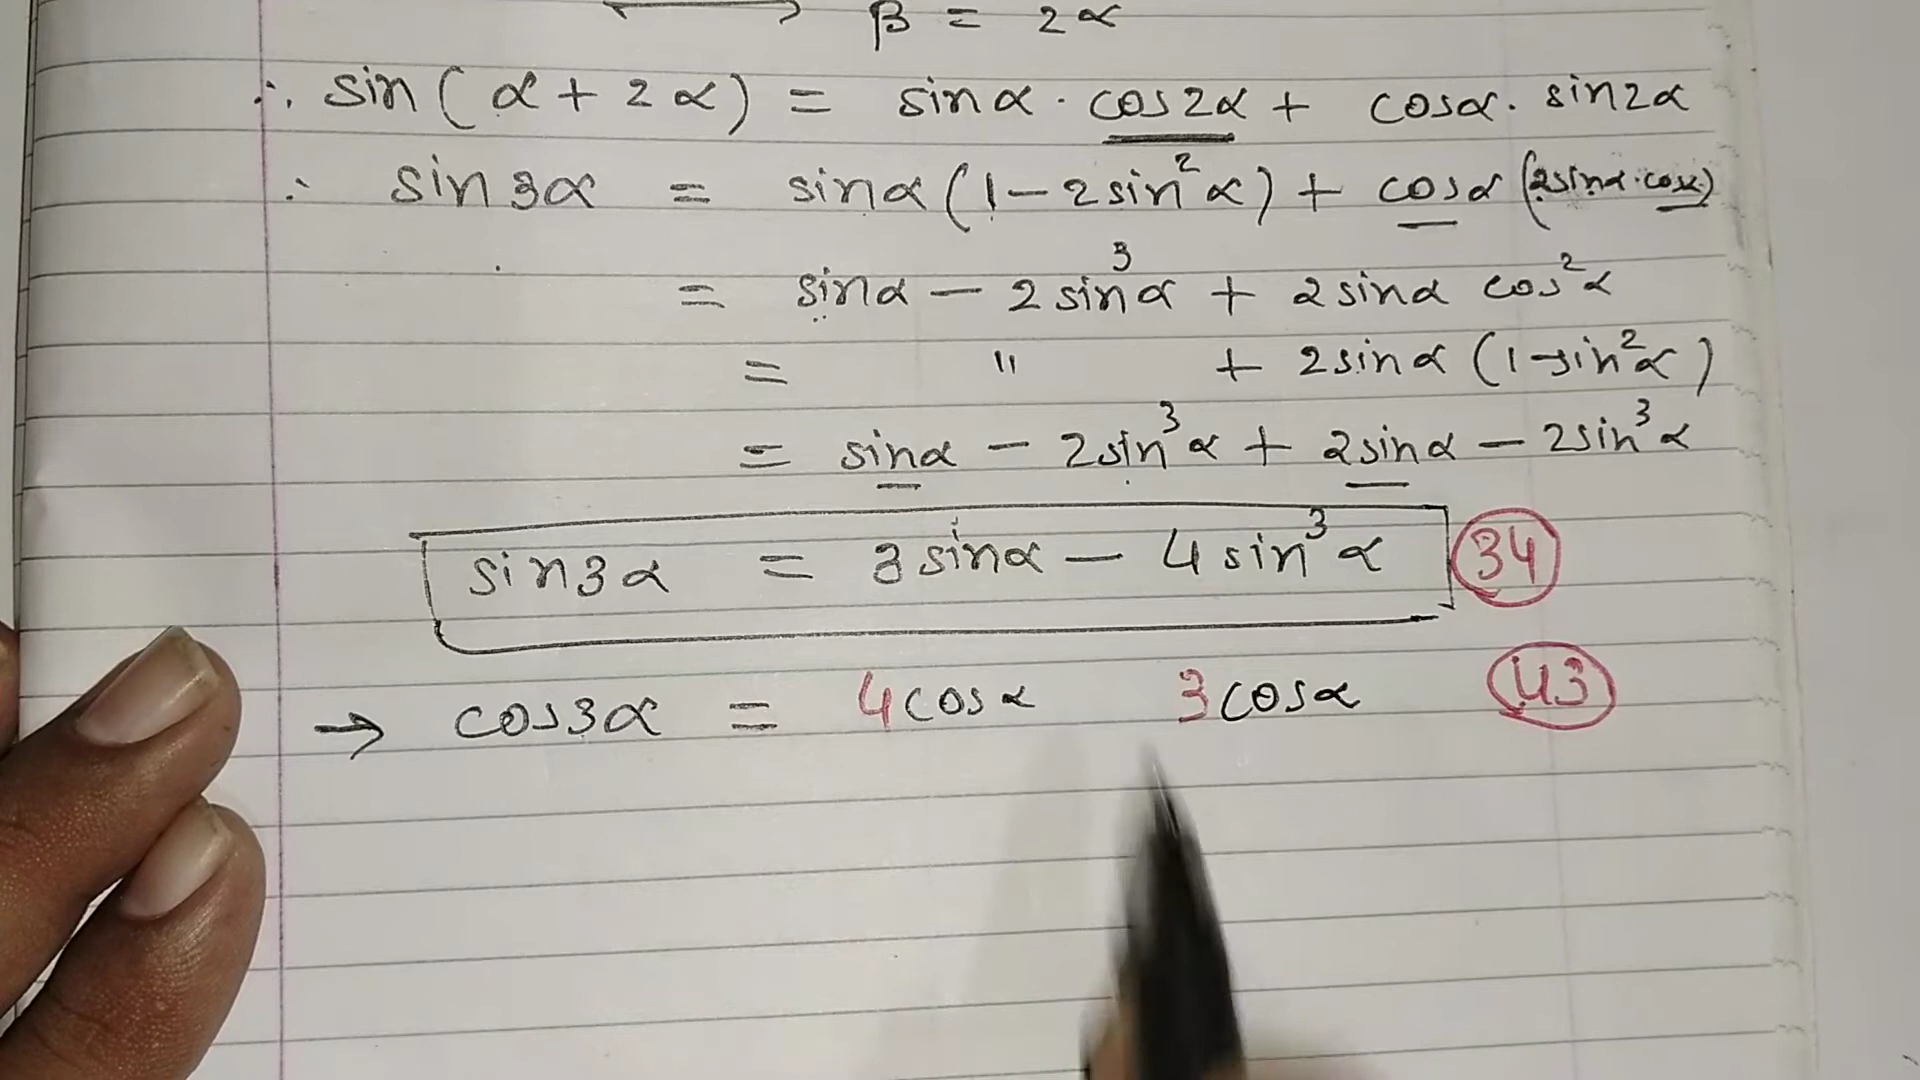 β = 2α
∴ sin(α + 2α) = sinα · cos2α + cosα · sin2α
∴ sin3α = sinα(1 - 2sin²α) + cosα(2sinα·cosα)
= sinα - 2sin³α + 2sinα cos²α
= " + 2sinα(1-sin²α)
= sinα - 2sin³α + 2sinα - 2sin³α
sin3α = 3sinα - 4sin³α 34
→ cos3α = 4cosα 3cosα 43